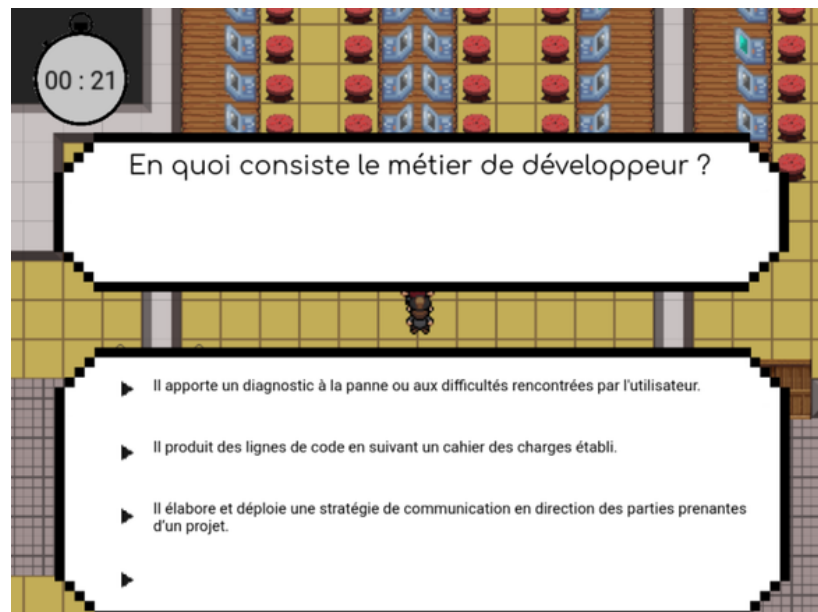 00 : 21
En quoi consiste le métier de développeur ?
Il apporte un diagnostic à la panne ou aux difficultés rencontrées par l'utilisateur.
Il produit des lignes de code en suivant un cahier des charges établi.
Il élabore et déploie une stratégie de communication en direction des parties prenantes
d'un projet.